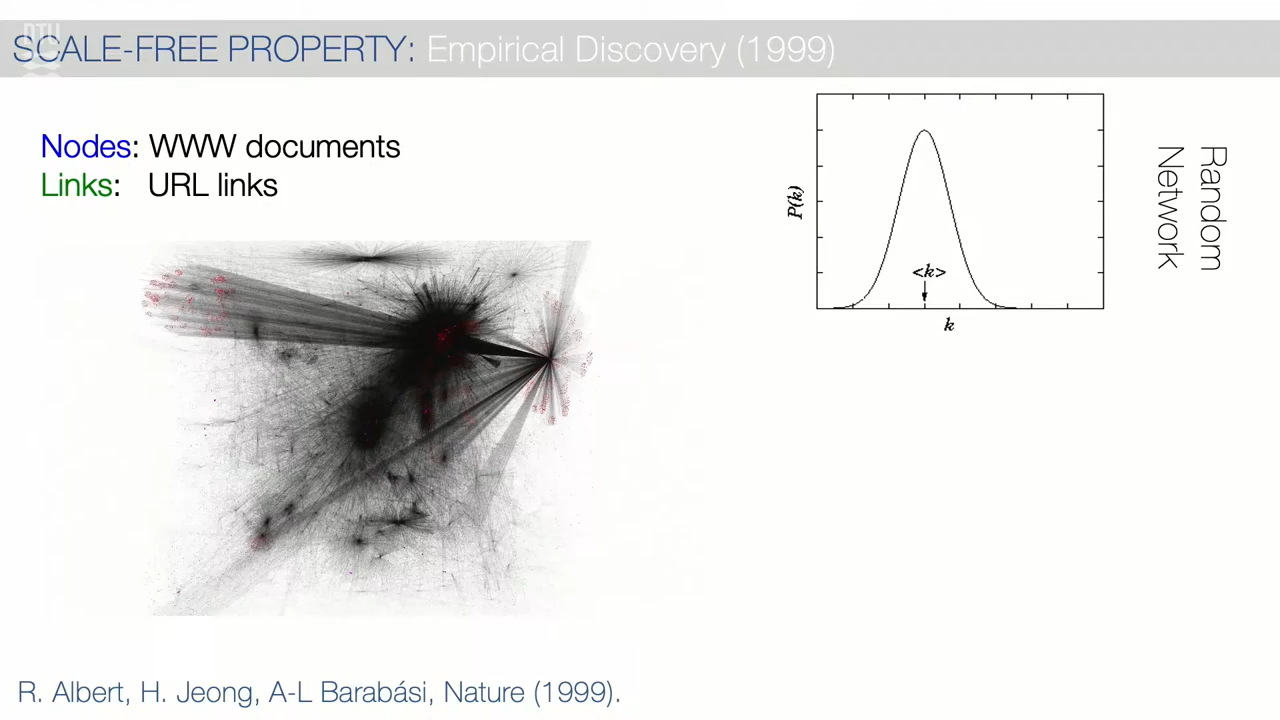 DTU
SCALE-FREE PROPERTY: Empirical Discovery (1999)
Nodes: WWW documents
Links: URL links
P(k)
<k>
k
Random
Network
R. Albert, H. Jeong, A-L Barabási, Nature (1999).